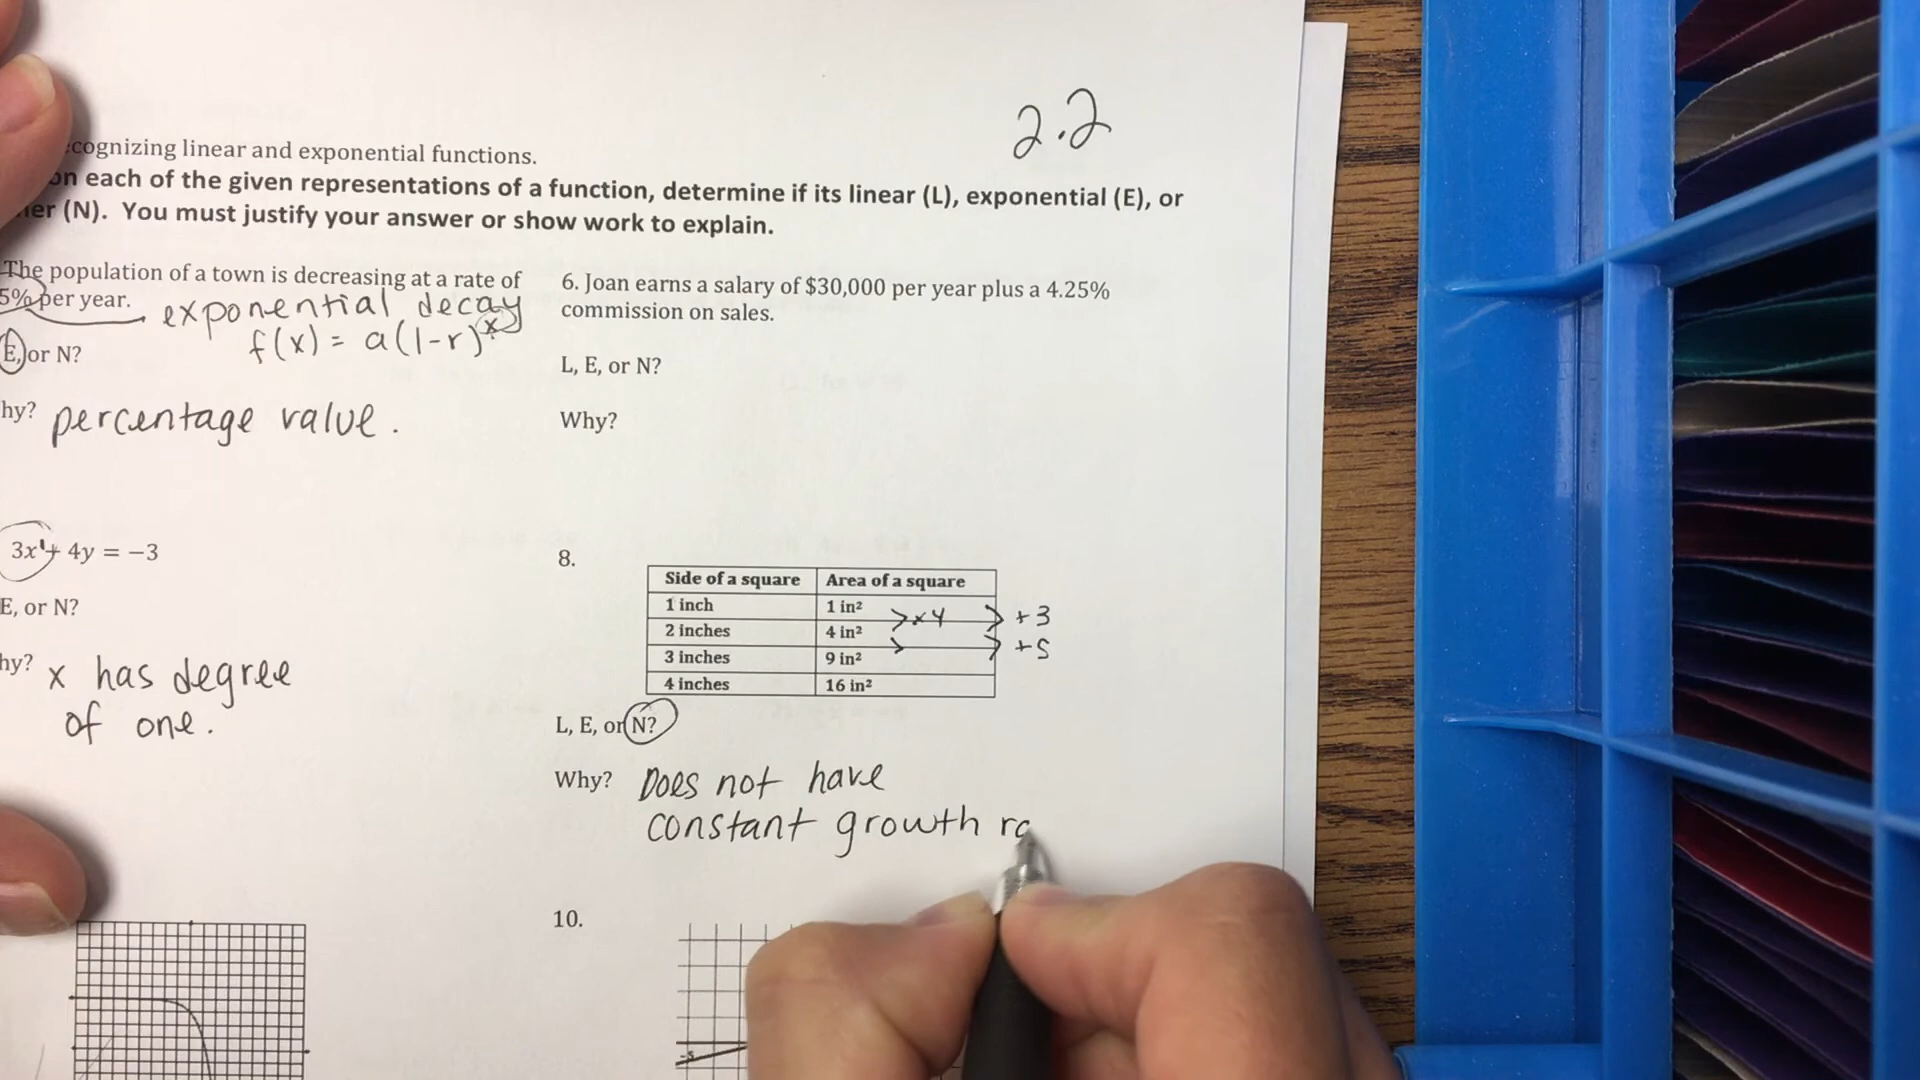 2.2
cognizing linear and exponential functions.
on each of the given representations of a function, determine if its linear (L), exponential (E), or
er (N). You must justify your answer or show work to explain.
The population of a town is decreasing at a rate of
5% per year.
exponential decay
f(x) = a(1-r)^x
E, or N?
hy? percentage value.
6. Joan earns a salary of $30,000 per year plus a 4.25%
commission on sales.
L, E, or N?
Why?
3x¹ + 4y = −3
E, or N?
hy? x has degree
of one.
8.
Side of a square Area of a square
1 inch 1 in²
2 inches 4 in²
3 inches 9 in²
4 inches 16 in²
x4
+3
+5
L, E, or N?
Why? Does not have
constant growth ra
10.
-5